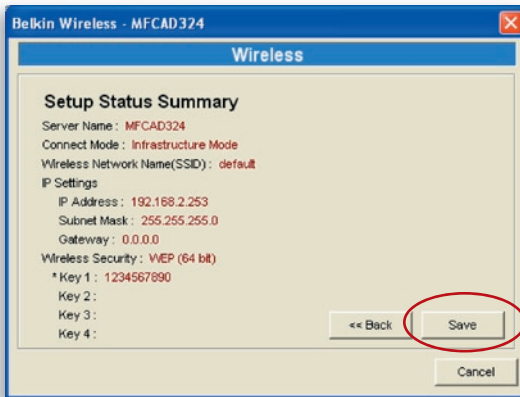 Belkin Wireless - MFCAD324
Wireless
Setup Status Summary
Server Name : MFCAD324
Connect Mode : Infrastructure Mode
Wireless Network Name(SSID) : default
IP Settings
IP Address : 192.168.2.253
Subnet Mask : 255.255.255.0
Gateway : 0.0.0.0
Wireless Security : WEP (64 bit)
* Key 1 : 1234567890
Key 2 :
Key 3 :
Key 4 :
<< Back
Save
Cancel